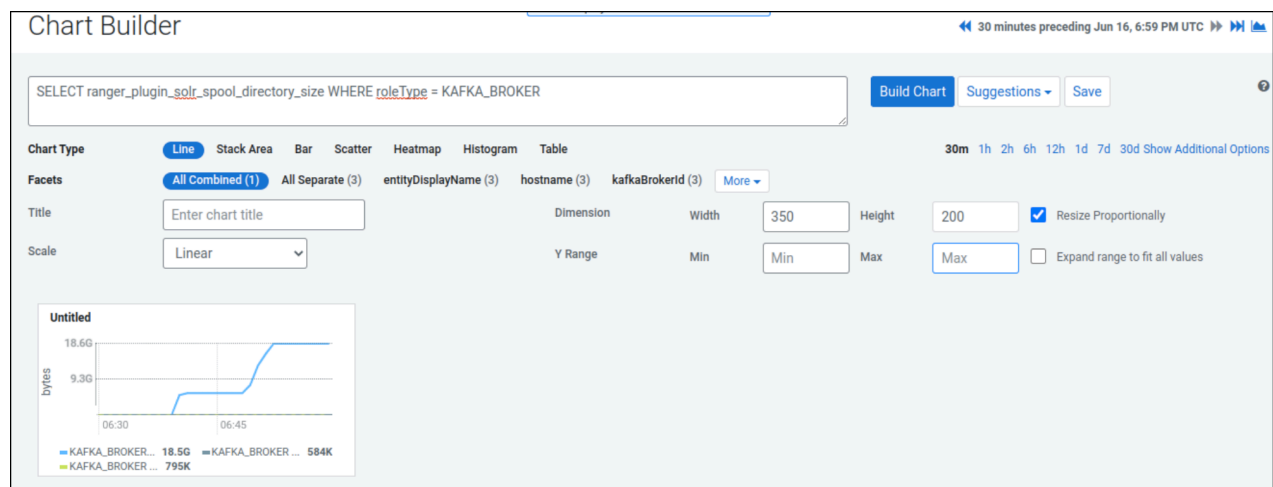 Chart Builder
30 minutes preceding Jun 16, 6:59 PM UTC
SELECT ranger_plugin_solr_spool_directory_size WHERE roleType = KAFKA_BROKER
Build Chart Suggestions Save
Chart Type Line Stack Area Bar Scatter Heatmap Histogram Table 30m 1h 2h 6h 12h 1d 7d 30d Show Additional Options
Facets All Combined (1) All Separate (3) entityDisplayName (3) hostname (3) kafkaBrokerId (3) More
Title Enter chart title Dimension Width 350 Height 200 Resize Proportionally
Scale Linear Y Range Min Min Max Max Expand range to fit all values
Untitled
18.6G
bytes
9.3G
06:30 06:45
KAFKA_BROKER... 18.5G KAFKA_BROKER ... 584K
KAFKA_BROKER ... 795K